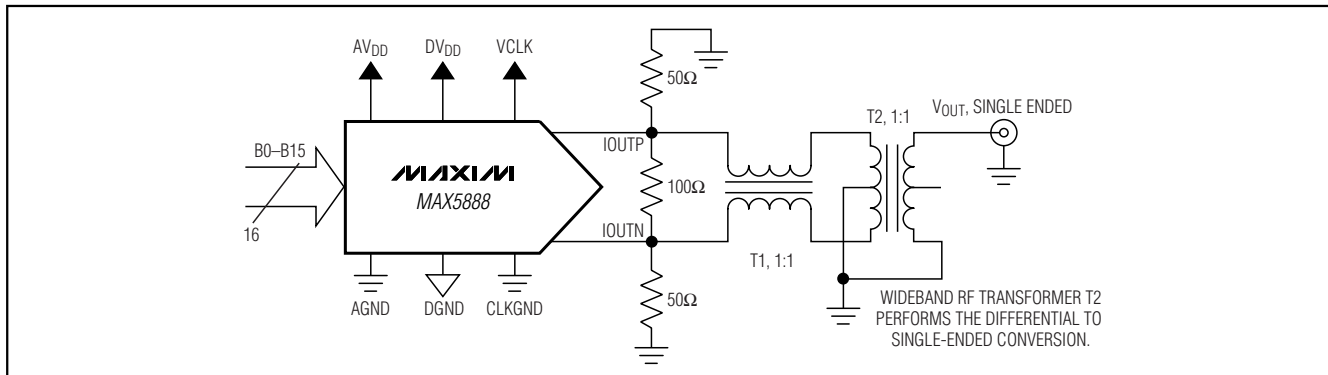 AVDD DVDD VCLK
50Ω
T2, 1:1
VOUT, SINGLE ENDED
B0–B15
16
MAXIM
MAX5888
IOUTP
100Ω
IOUTN
T1, 1:1
50Ω
AGND DGND CLKGND
WIDEBAND RF TRANSFORMER T2
PERFORMS THE DIFFERENTIAL TO
SINGLE-ENDED CONVERSION.